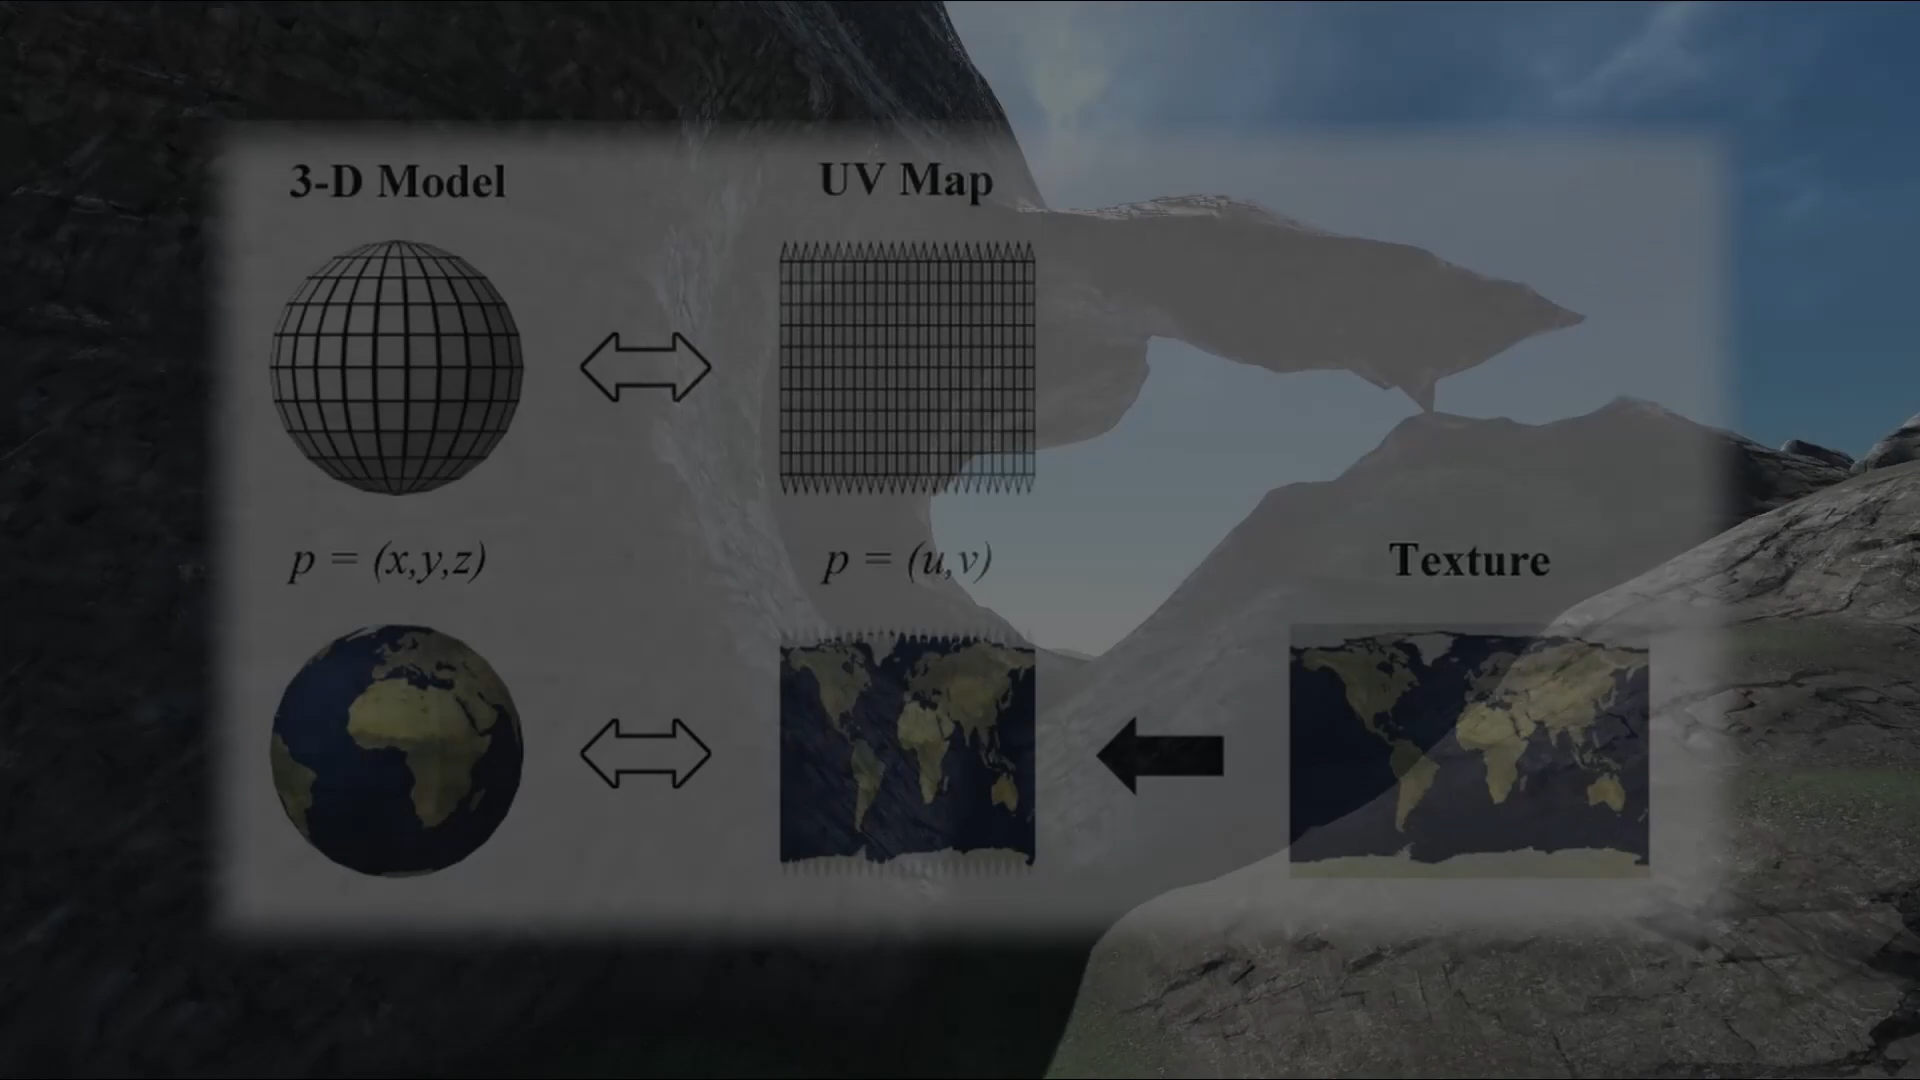 3-D Model
UV Map
p = (x,y,z)
p = (u,v)
Texture